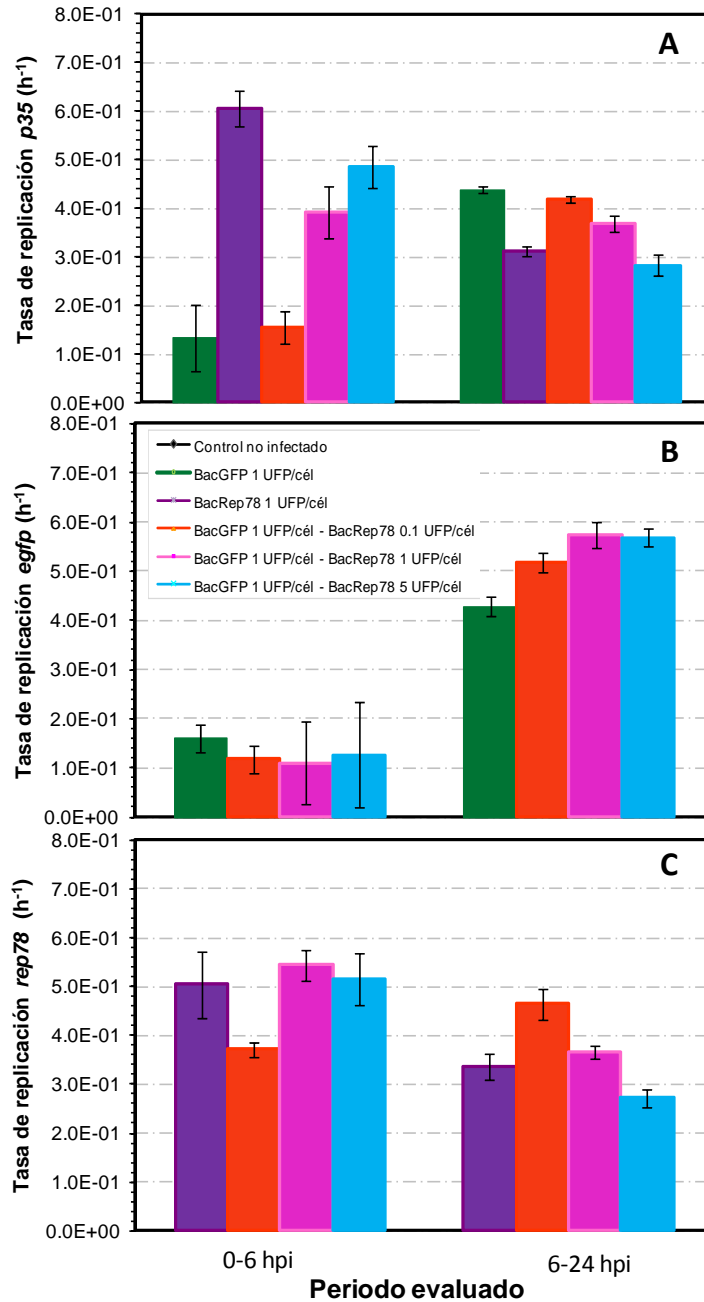 A
Tasa de replicación p35 (h⁻¹)
8.0E-01
7.0E-01
6.0E-01
5.0E-01
4.0E-01
3.0E-01
2.0E-01
1.0E-01
0.0E+00
B
Tasa de replicación egfp (h⁻¹)
8.0E-01
7.0E-01
6.0E-01
5.0E-01
4.0E-01
3.0E-01
2.0E-01
1.0E-01
0.0E+00
Control no infectado
BacGFP 1 UFP/cél
BacRep78 1 UFP/cél
BacGFP 1 UFP/cél - BacRep78 0.1 UFP/cél
BacGFP 1 UFP/cél - BacRep78 1 UFP/cél
BacGFP 1 UFP/cél - BacRep78 5 UFP/cél
C
Tasa de replicación rep78 (h⁻¹)
8.0E-01
7.0E-01
6.0E-01
5.0E-01
4.0E-01
3.0E-01
2.0E-01
1.0E-01
0.0E+00
0-6 hpi
6-24 hpi
Periodo evaluado